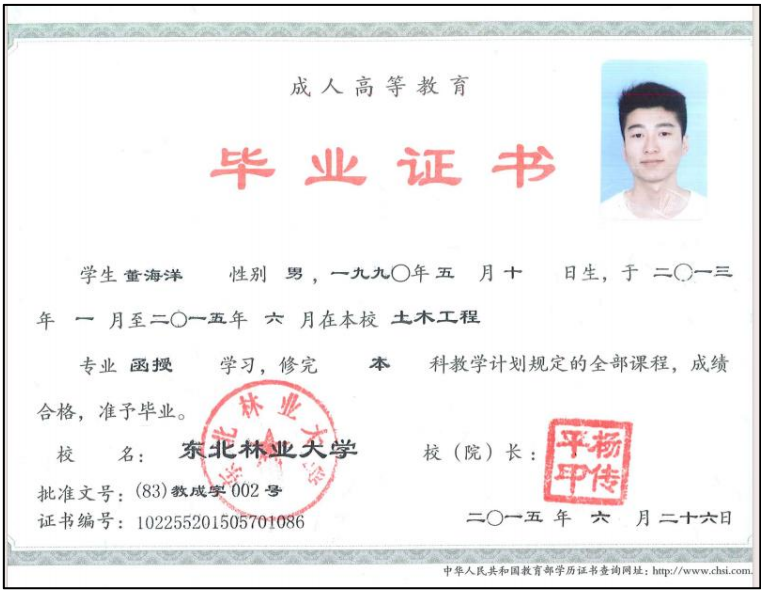 成人高等教育
毕业证书
学生 董海洋 性别 男，一九九〇年 五 月 十 日生，于 二〇一三
年 一 月至二〇一五年 六 月在本校 土木工程
专业 函授 学习，修完 本 科教学计划规定的全部课程，成绩
合格，准予毕业。
校 名：东北林业大学 校（院）长：杨传平印
东北林业大学
批准文号：(83)教成字 002 号
证书编号：102255201505701086 二〇一五 年 六 月二十六日
中华人民共和国教育部学历证书查询网址：http://www.chsi.com.